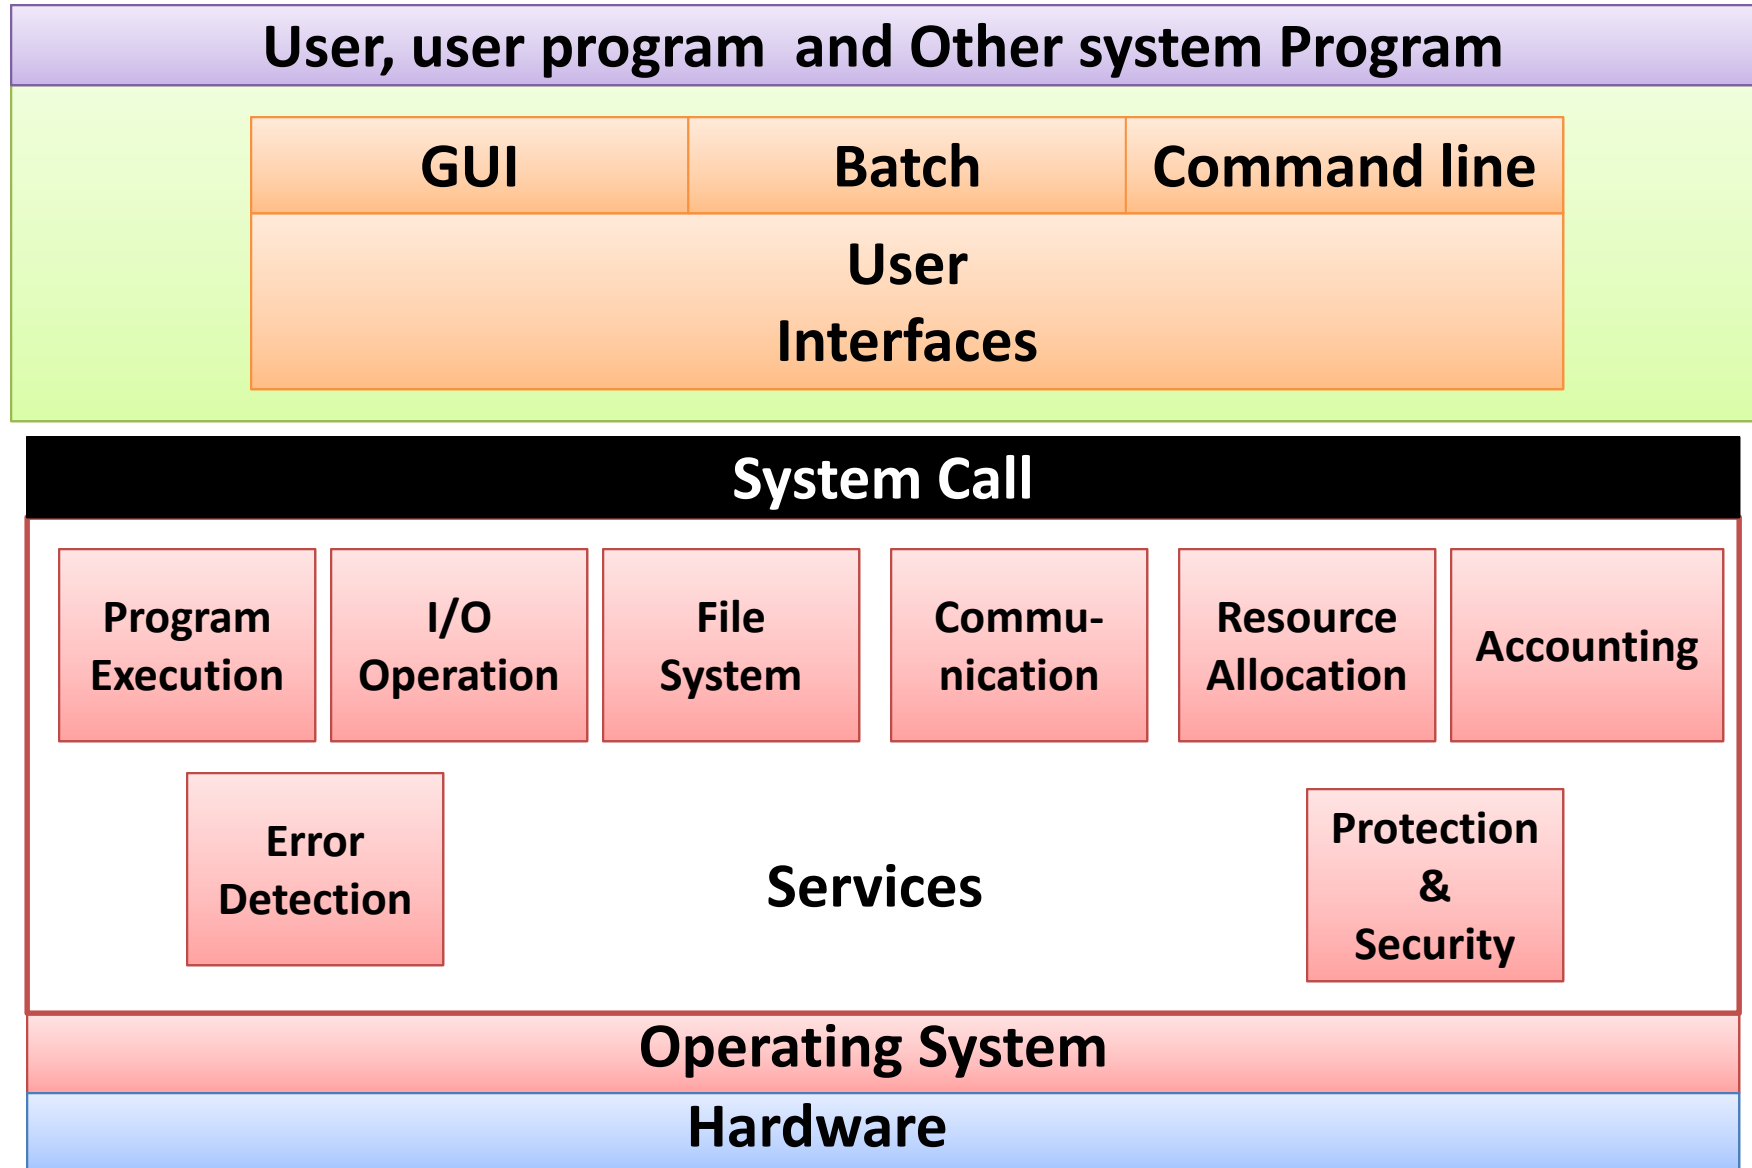 User, user program  and Other system Program
GUI
Batch
Command line
User
Interfaces
System Call
Program
Execution
I/O
Operation
File
System
Commu-
nication
Resource
Allocation
Accounting
Error
Detection
Services
Protection
&
Security
Operating System
Hardware